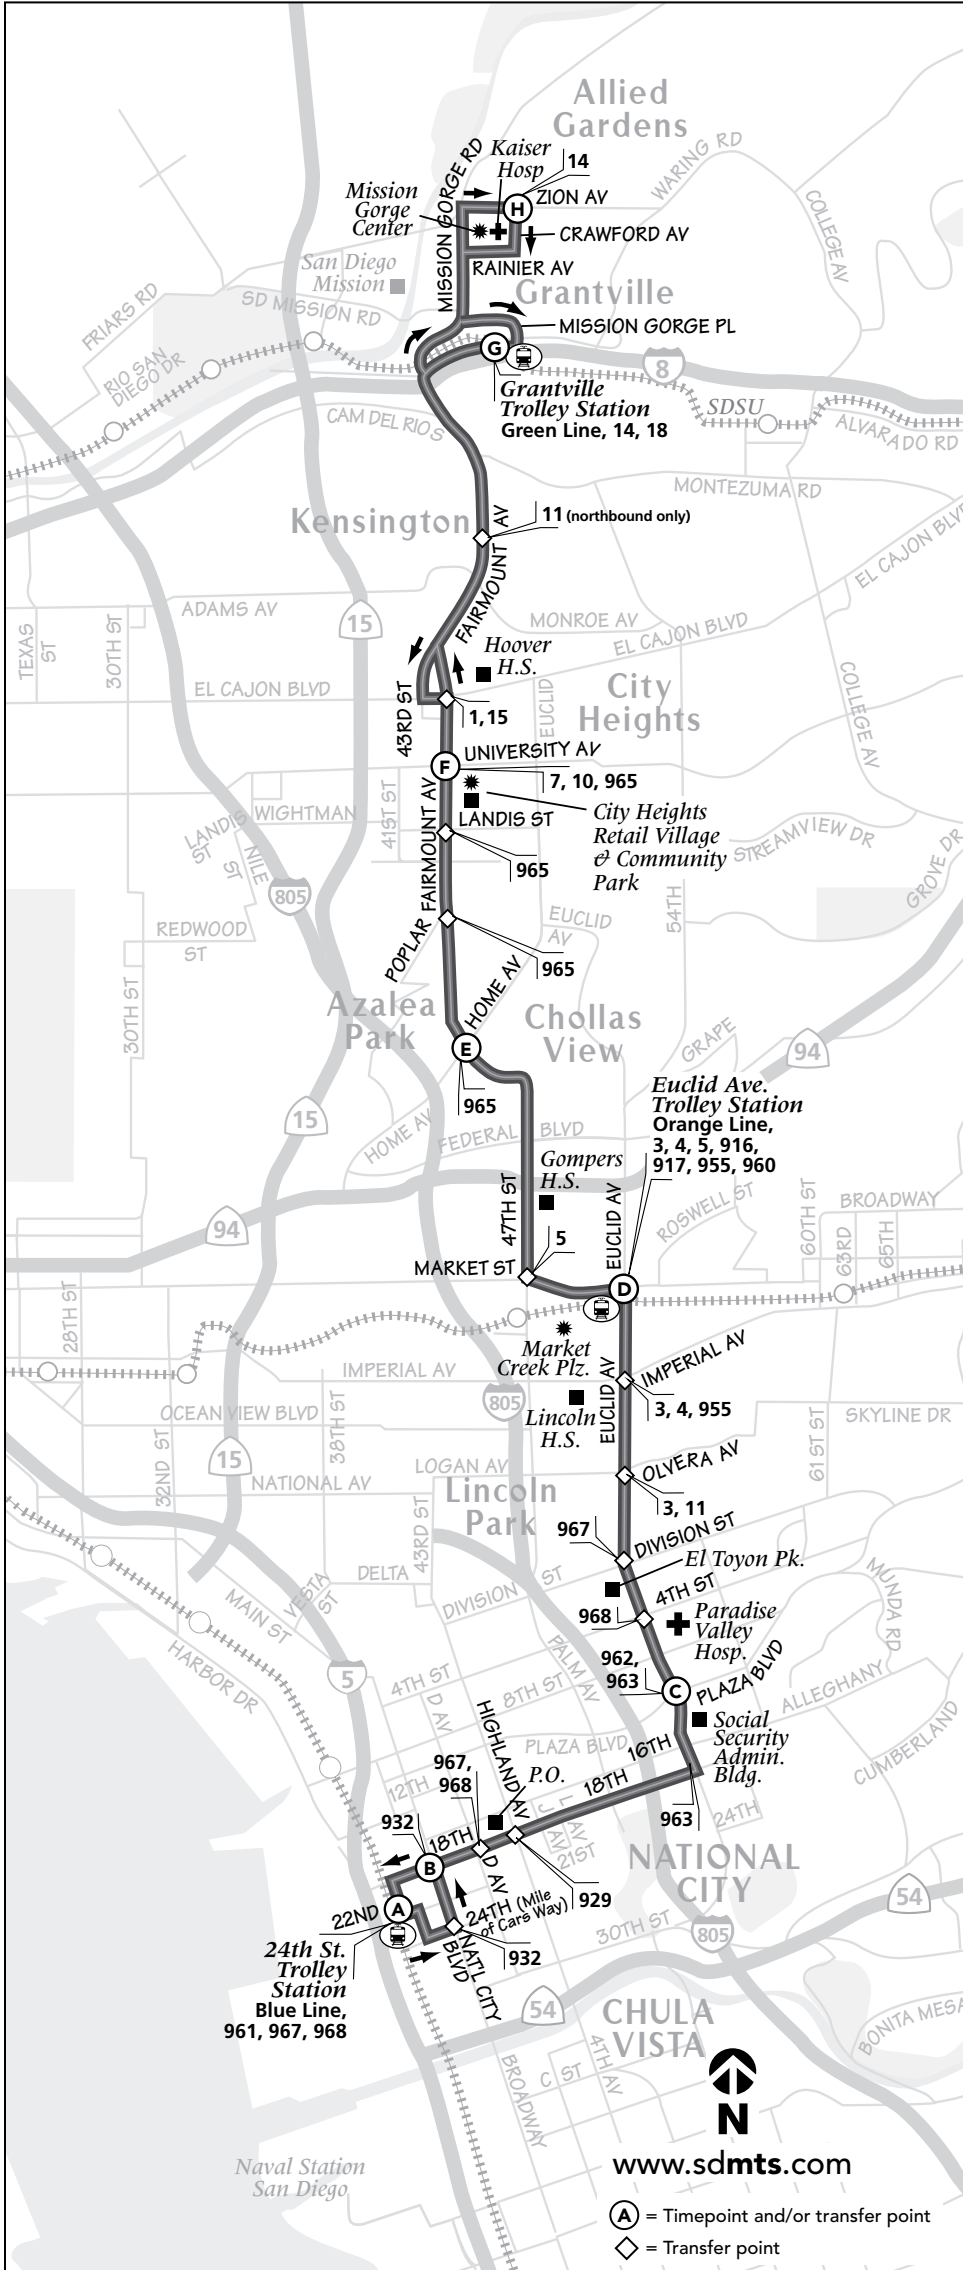 Allied
Gardens
Kaiser
Hosp
14
MISSION GORGE RD
WARING RD
Mission
Gorge
Center
H
ZION AV
COLLEGE AV
CRAWFORD AV
San Diego
Mission
RAINIER AV
Grantville
FRIARS RD
SD MISSION RD
MISSION GORGE PL
RIO SAN
DIEGO DR
G
8
Grantville
Trolley Station
Green Line, 14, 18
SDSU
CAM DEL RIO S
ALVARADO RD
MONTEZUMA RD
Kensington
11 (northbound only)
FAIRMOUNT AV
EL CAJON BLVD
ADAMS AV
15
MONROE AV
TEXAS
ST
30TH ST
EL CAJON BLVD
Hoover
H.S.
EL CAJON BLVD
43RD ST
EUCLID
City
Heights
COLLEGE AV
1, 15
F
UNIVERSITY AV
7, 10, 965
WIGHTMAN
41ST ST
FAIRMOUNT AV
LANDIS ST
City Heights
Retail Village
& Community
Park
LANDIS
ST
NILE
ST
STREAMVIEW DR
965
805
GROVE DR
54TH
REDWOOD
ST
EUCLID
AV
POPLAR
965
30TH ST
Azalea
Park
HOME AV
Chollas
View
E
GRAPE
94
965
15
Euclid Ave.
Trolley Station
Orange Line,
3, 4, 5, 916,
917, 955, 960
HOME AV
FEDERAL BLVD
Gompers
H.S.
47TH ST
EUCLID AV
ROSWELL ST
60TH ST
BROADWAY
63RD
65TH
94
5
MARKET ST
D
28TH ST
Market
Creek Plz.
IMPERIAL AV
IMPERIAL AV
805
EUCLID AV
3, 4, 955
OCEAN VIEW BLVD
38TH ST
Lincoln
H.S.
61ST ST
SKYLINE DR
32ND ST
15
LOGAN AV
OLVERA AV
NATIONAL AV
Lincoln
Park
43RD ST
3, 11
967
DIVISION ST
El Toyon Pk.
DELTA
DIVISION ST
4TH ST
MAIN ST
VESTA
ST
968
Paradise
Valley
Hosp.
MUNDA RD
HARBOR DR
PALM AV
962,
963
C
PLAZA BLVD
5
4TH ST
D AV
8TH ST
ALLEGHANY
HIGHLAND AV
PLAZA BLVD
16TH
Social
Security
Admin.
Bldg.
CUMBERLAND
967,
968
12TH
P.O.
18TH
963
24TH
932
18TH
J AV
L AV
21ST
D AV
B
NATIONAL
CITY
929
54
A
22ND
24TH (Mile
of Cars Way)
30TH ST
805
24th St.
Trolley
Station
Blue Line,
961, 967, 968
NAT'L CITY
BLVD
932
54
CHULA
VISTA
BONITA MESA
BROADWAY
C ST
4TH AV
N
Naval Station
San Diego
www.sdmts.com
A = Timepoint and/or transfer point
= Transfer point